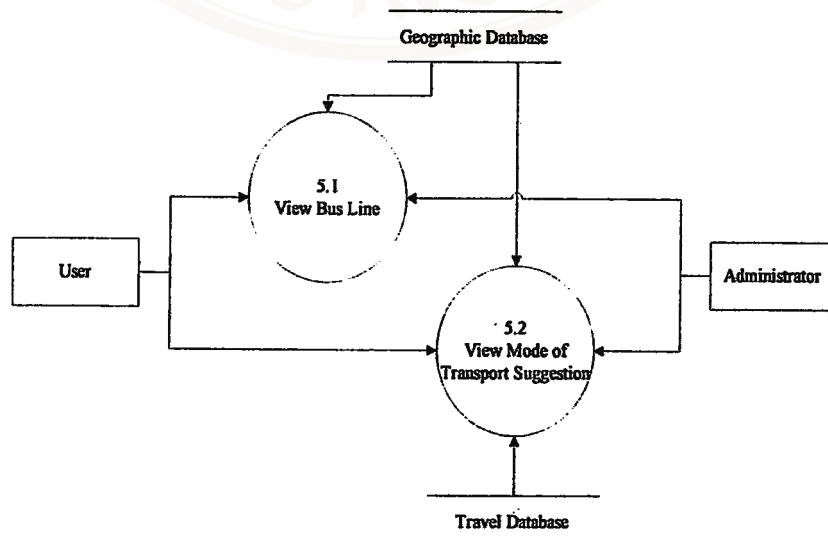 Geographic Database
5.1
View Bus Line
User
Administrator
5.2
View Mode of
Transport Suggestion
Travel Database